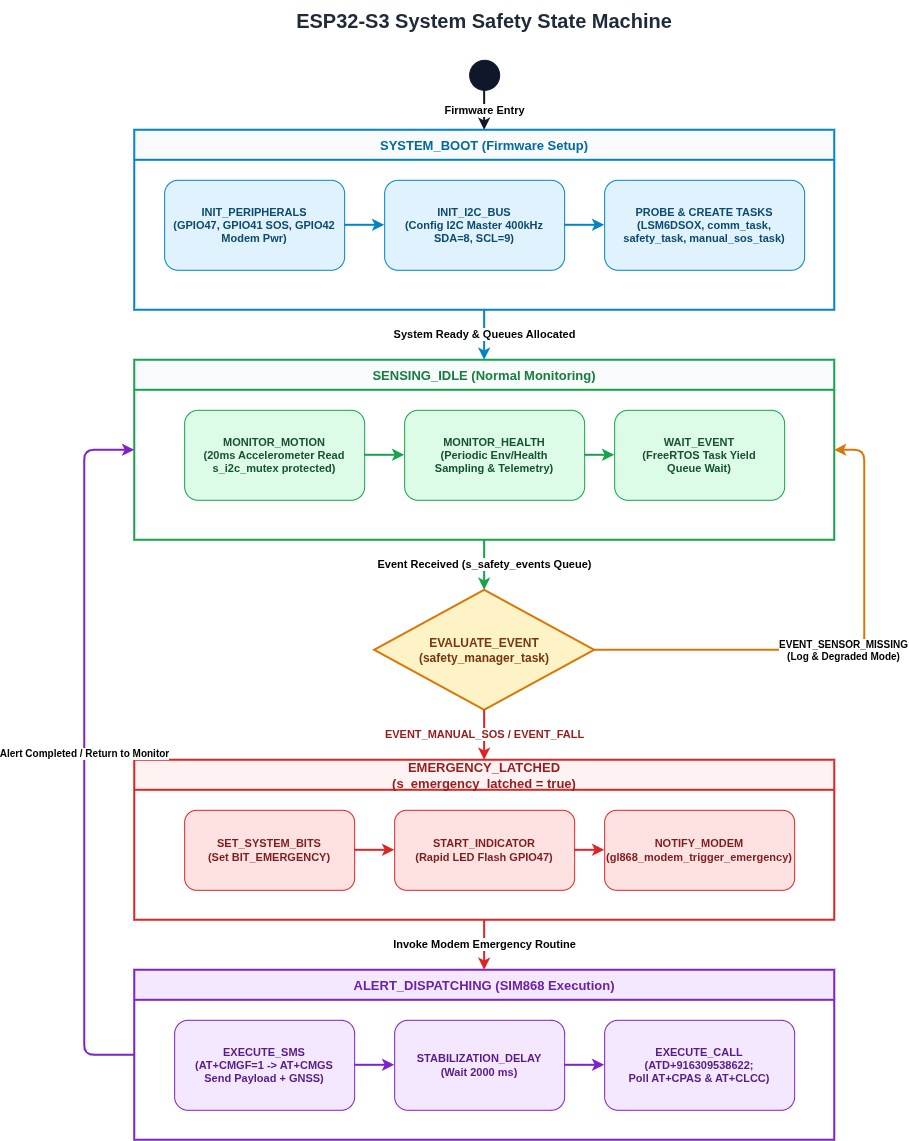 ESP32-S3 System Safety State Machine
Firmware Entry
SYSTEM_BOOT (Firmware Setup)
INIT_PERIPHERALS
(GPIO47, GPIO41 SOS, GPIO42
Modem Pwr)
INIT_I2C_BUS
(Config I2C Master 400kHz
SDA=8, SCL=9)
PROBE & CREATE TASKS
(LSM6DSOX, comm_task,
safety_task, manual_sos_task)
System Ready & Queues Allocated
SENSING_IDLE (Normal Monitoring)
MONITOR_MOTION
(20ms Accelerometer Read
s_i2c_mutex protected)
MONITOR_HEALTH
(Periodic Env/Health
Sampling & Telemetry)
WAIT_EVENT
(FreeRTOS Task Yield
Queue Wait)
Event Received (s_safety_events Queue)
EVALUATE_EVENT
(safety_manager_task)
EVENT_SENSOR_MISSING
(Log & Degraded Mode)
EVENT_MANUAL_SOS / EVENT_FALL
Alert Completed / Return to Monitor
EMERGENCY_LATCHED
(s_emergency_latched = true)
SET_SYSTEM_BITS
(Set BIT_EMERGENCY)
START_INDICATOR
(Rapid LED Flash GPIO47)
NOTIFY_MODEM
(gl868_modem_trigger_emergency)
Invoke Modem Emergency Routine
ALERT_DISPATCHING (SIM868 Execution)
EXECUTE_SMS
(AT+CMGF=1 -> AT+CMGS
Send Payload + GNSS)
STABILIZATION_DELAY
(Wait 2000 ms)
EXECUTE_CALL
(ATD+916309538622;
Poll AT+CPAS & AT+CLCC)